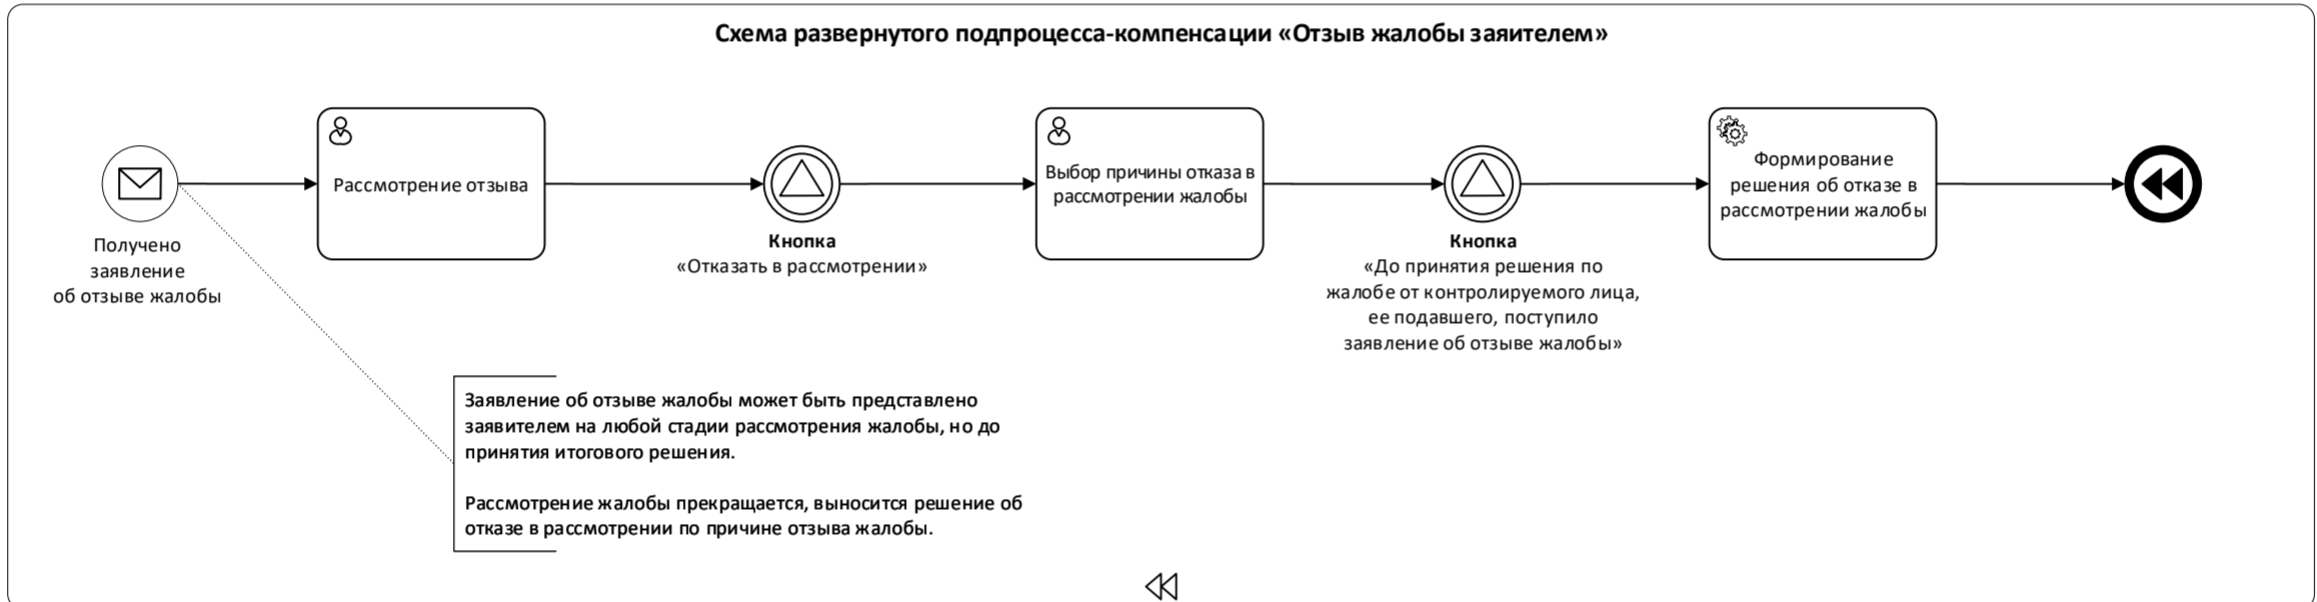 Схема развернутого подпроцесса-компенсации «Отзыв жалобы заяителем»
Получено
заявление
об отзыве жалобы
Рассмотрение отзыва
Кнопка
«Отказать в рассмотрении»
Выбор причины отказа в
рассмотрении жалобы
Кнопка
«До принятия решения по
жалобе от контролируемого лица,
ее подавшего, поступило
заявление об отзыве жалобы»
Формирование
решения об отказе в
рассмотрении жалобы
Заявление об отзыве жалобы может быть представлено
заявителем на любой стадии рассмотрения жалобы, но до
принятия итогового решения.
Рассмотрение жалобы прекращается, выносится решение об
отказе в рассмотрении по причине отзыва жалобы.